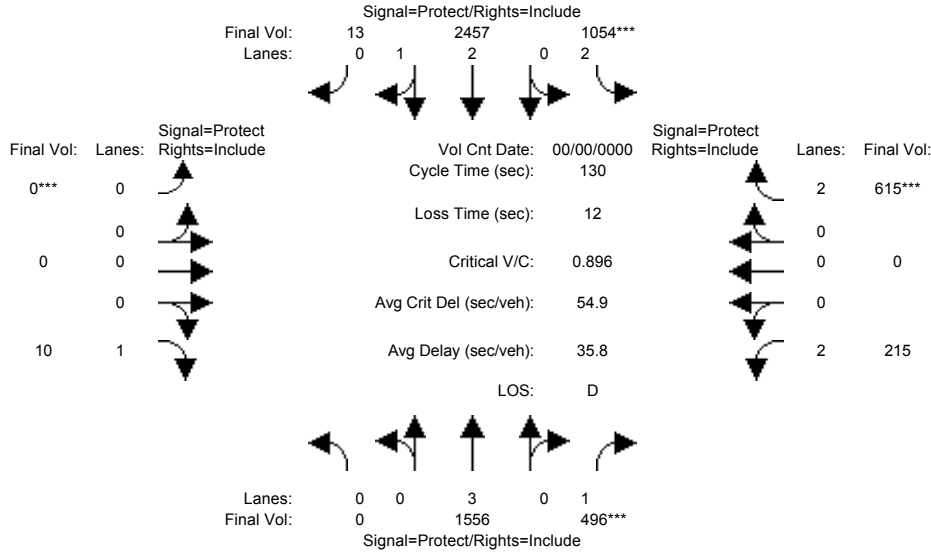 Signal=Protect/Rights=Include
Final Vol: 13 2457 1054***
Lanes: 0 1 2 0 2
Signal=Protect Signal=Protect
Final Vol: Lanes: Rights=Include Vol Cnt Date: 00/00/0000 Rights=Include Lanes: Final Vol:
Cycle Time (sec): 130
0*** 0 2 615***
Loss Time (sec): 12
0 0
0 0 Critical V/C: 0.896 0 0
0 Avg Crit Del (sec/veh): 54.9 0
10 1 Avg Delay (sec/veh): 35.8 2 215
LOS: D
Lanes: 0 0 3 0 1
Final Vol: 0 1556 496***
Signal=Protect/Rights=Include